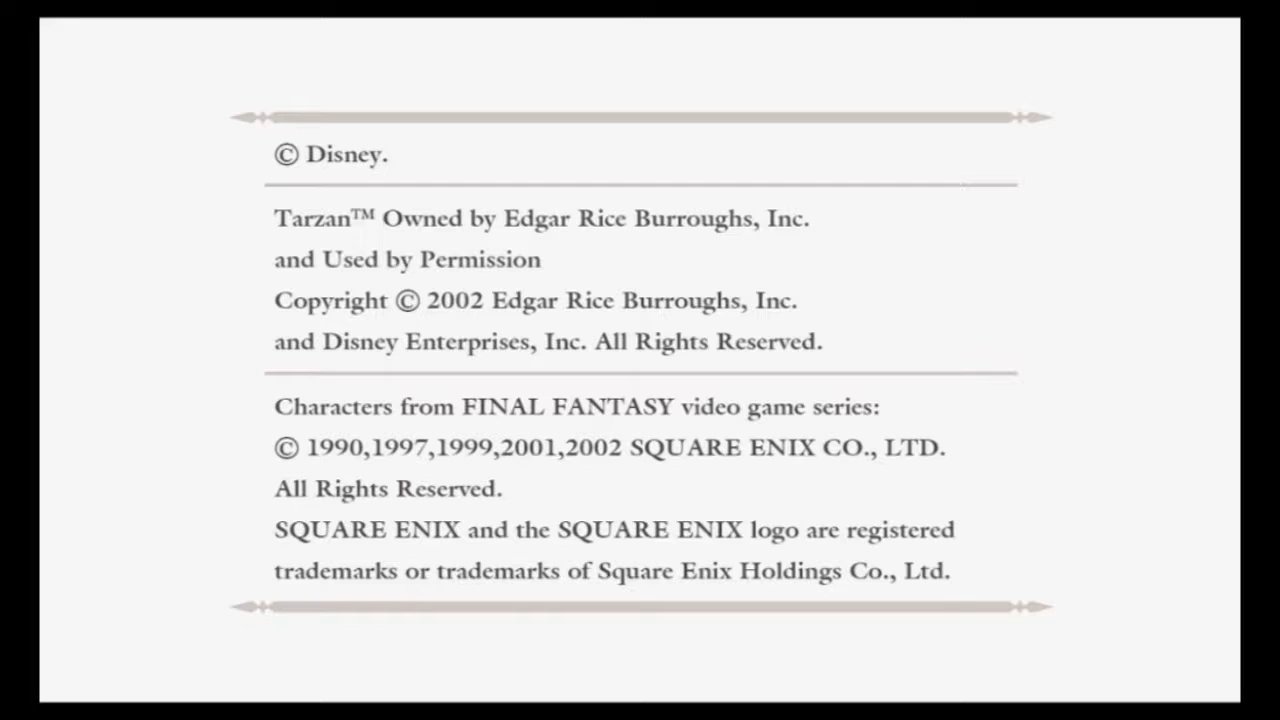 © Disney.
Tarzan™ Owned by Edgar Rice Burroughs, Inc.
and Used by Permission
Copyright © 2002 Edgar Rice Burroughs, Inc.
and Disney Enterprises, Inc. All Rights Reserved.
Characters from FINAL FANTASY video game series:
© 1990,1997,1999,2001,2002 SQUARE ENIX CO., LTD.
All Rights Reserved.
SQUARE ENIX and the SQUARE ENIX logo are registered
trademarks or trademarks of Square Enix Holdings Co., Ltd.